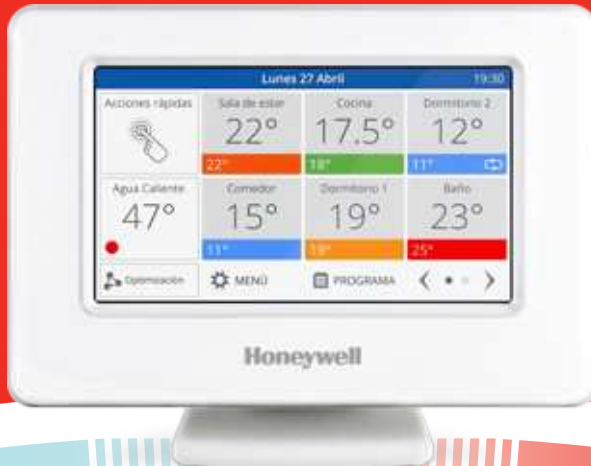 Lunes 27 Abril 19:30
Acciones rápidas Sala de estar Cocina Dormitorio 2
22° 17.5° 12°
22° 18° 11°
Agua Caliente Comedor Dormitorio 1 Baño
47° 15° 19° 23°
11° 19° 25°
Optimización MENÚ PROGRAMA
Honeywell